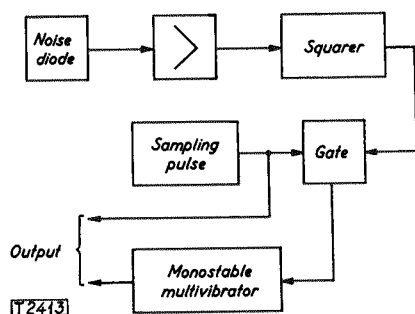 Noise
diode
Squarer
Sampling
pulse
Gate
Output
Monostable
multivibrator
T2413